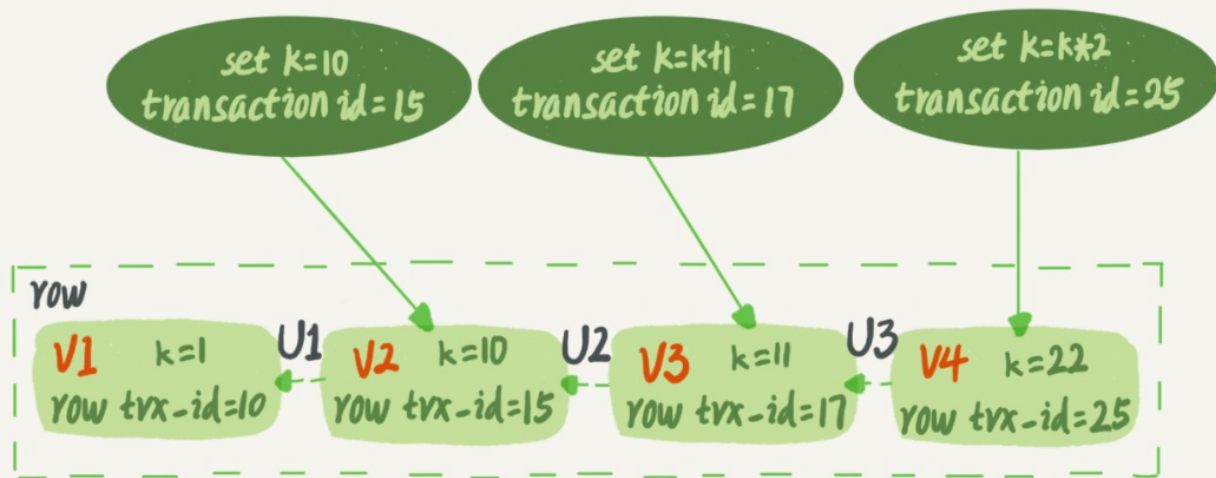 set k=10
transaction id=15
set k=k+1
transaction id=17
set k=k*2
transaction id=25
row
V1 k=1
row trx-id=10
U1
V2 k=10
row trx-id=15
U2
V3 k=11
row trx-id=17
U3
V4 k=22
row trx-id=25